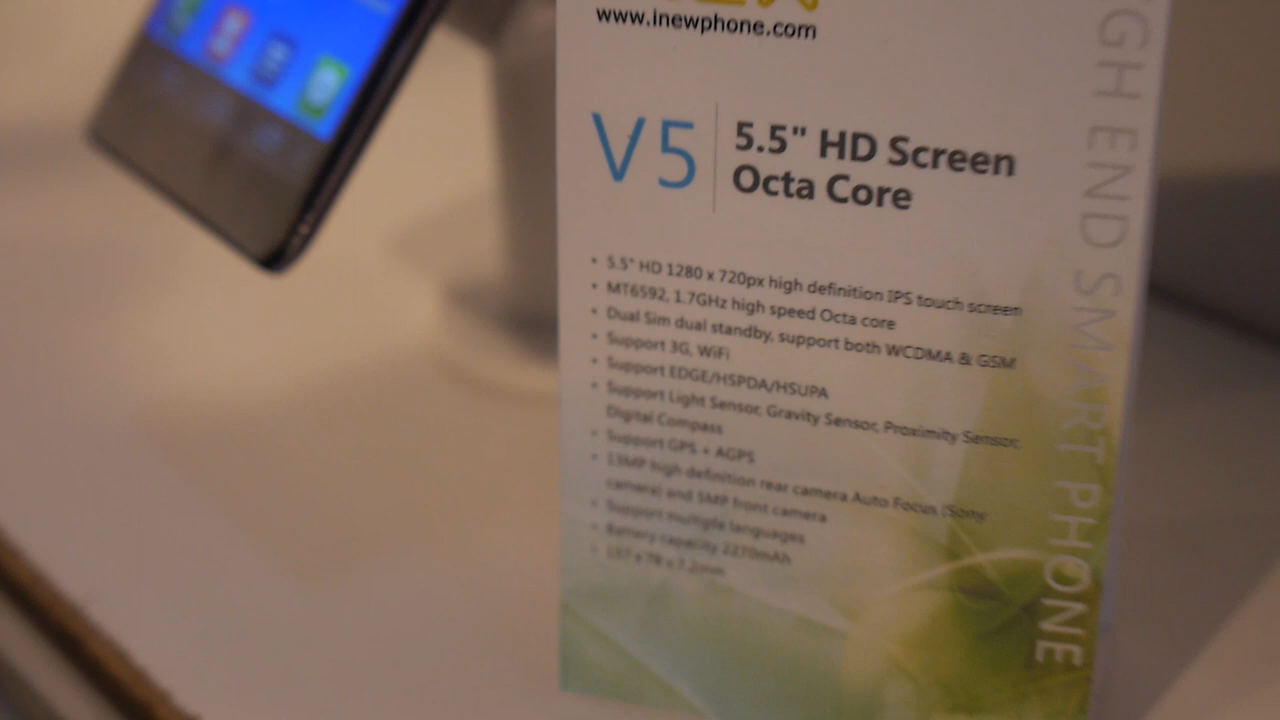 www.inewphone.com
V5
5.5" HD Screen
Octa Core
• 5.5" HD 1280 x 720px high definition IPS touch screen
• MT6592, 1.7GHz high speed Octa core
• Dual Sim dual standby, support both WCDMA & GSM
• Support 3G, WiFi
• Support EDGE/HSPDA/HSUPA
• Support Light Sensor, Gravity Sensor, Proximity Sensor,
Digital Compass
• Support GPS + AGPS
• 13MP high definition rear camera Auto Focus (Sony
camera) and 5MP front camera
• Support multiple languages
• Battery capacity 2270mAh
GH END SMART PHONE